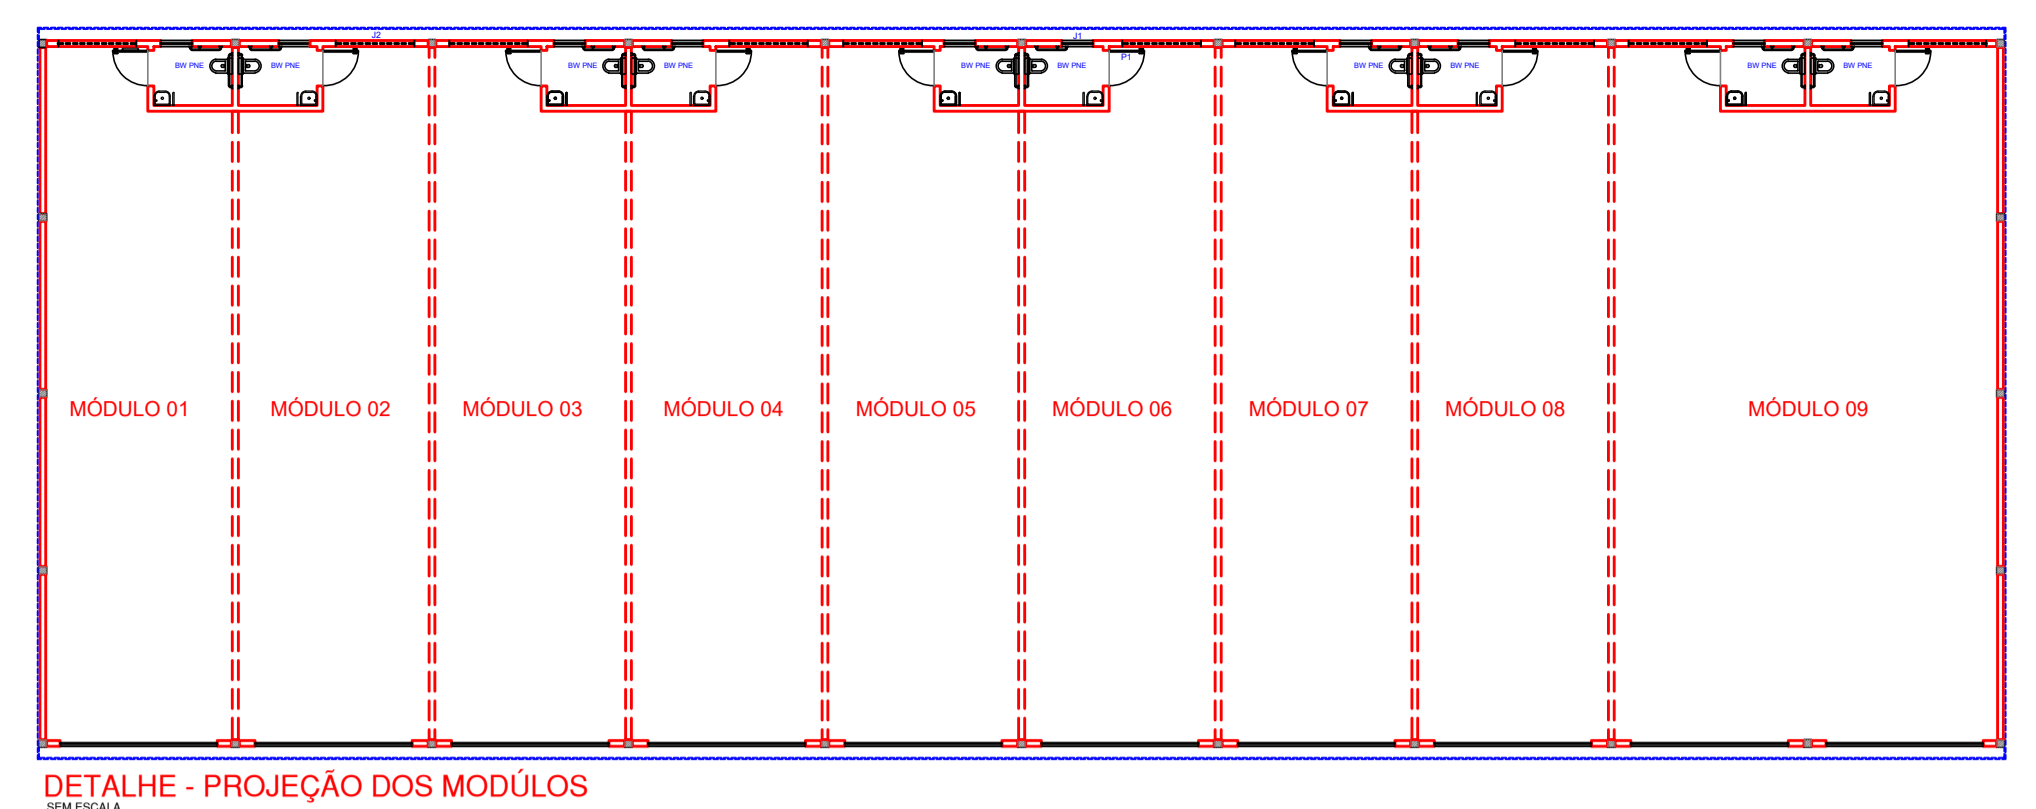 J2
J1
P1
BW PNE BW PNE BW PNE BW PNE BW PNE BW PNE BW PNE BW PNE BW PNE BW PNE
MÓDULO 01 MÓDULO 02 MÓDULO 03 MÓDULO 04 MÓDULO 05 MÓDULO 06 MÓDULO 07 MÓDULO 08 MÓDULO 09
DETALHE - PROJEÇÃO DOS MODÚLOS
SEM ESCALA